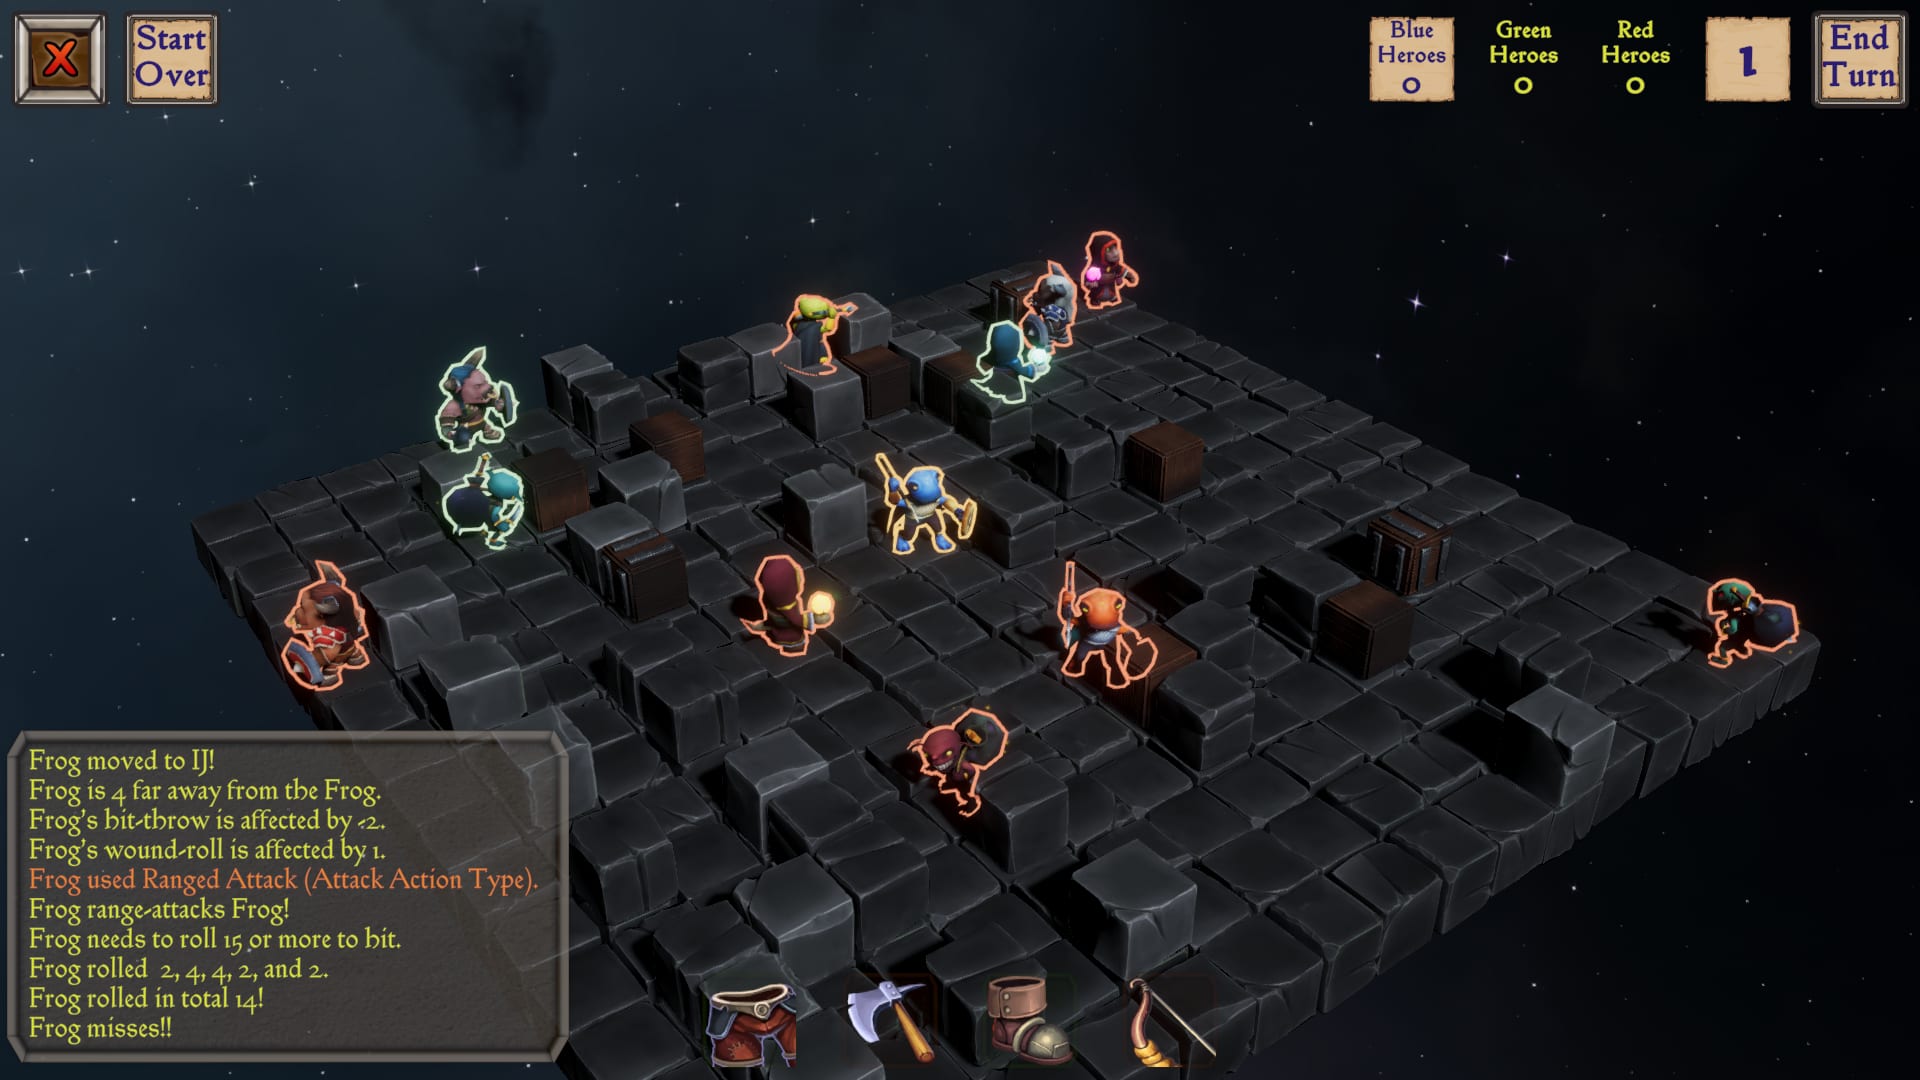 Start
Over
Blue
Heroes
0
Green
Heroes
0
Red
Heroes
0
1
End
Turn
Frog moved to IJ!
Frog is 4 far away from the Frog.
Frog's hit-throw is affected by -2.
Frog's wound-roll is affected by 1.
Frog used Ranged Attack (Attack Action Type).
Frog range-attacks Frog!
Frog needs to roll 15 or more to hit.
Frog rolled 2, 4, 4, 2, and 2.
Frog rolled in total 14!
Frog misses!!